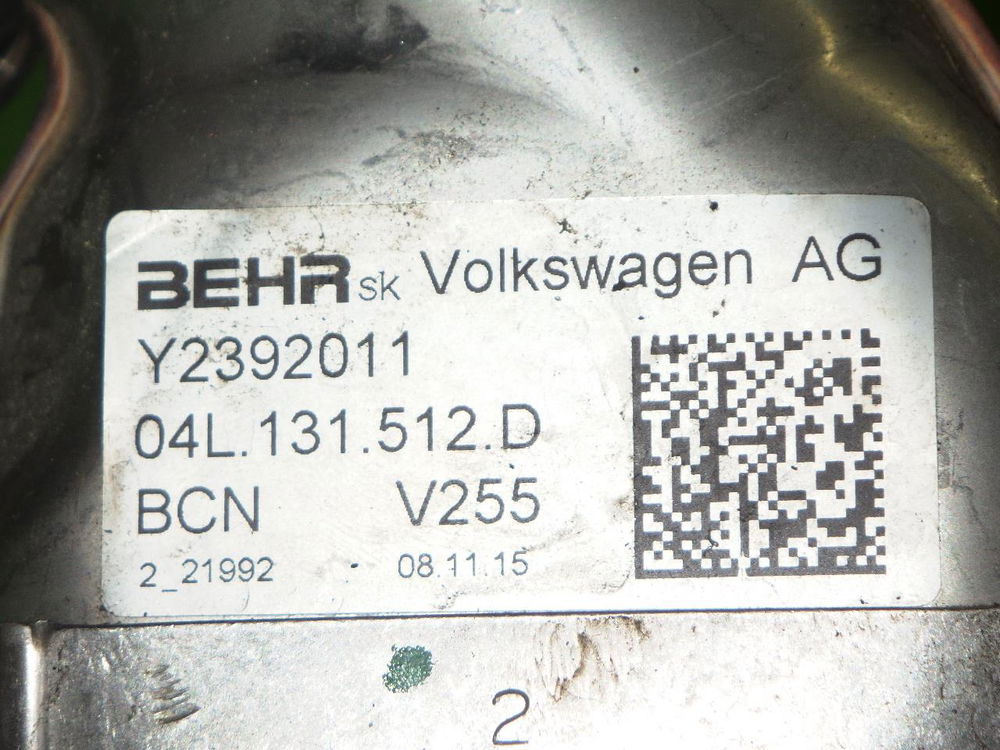 BEHR sk Volkswagen AG
Y2392011
04L.131.512.D
BCN V255
2_21992 08.11.15
2